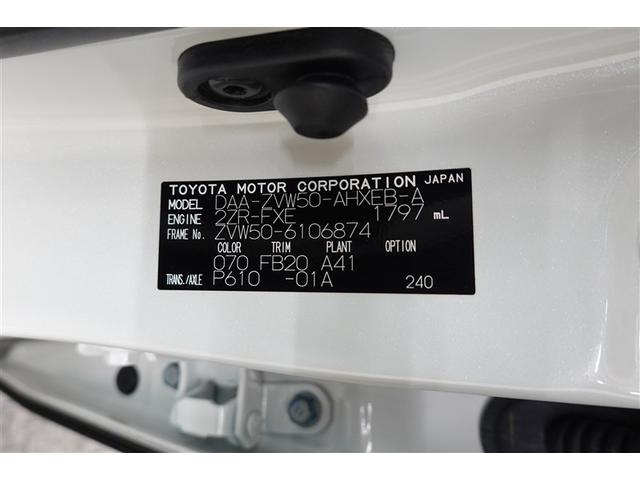 TOYOTA MOTOR CORPORATION JAPAN
MODEL DAA-ZVW50-AHXEB-A
ENGINE 2ZR-FXE 1797 mL
FRAME No. ZVW50-6106874
COLOR TRIM PLANT OPTION
070 FB20 A41
TRANS./AXLE P610 -01A 240